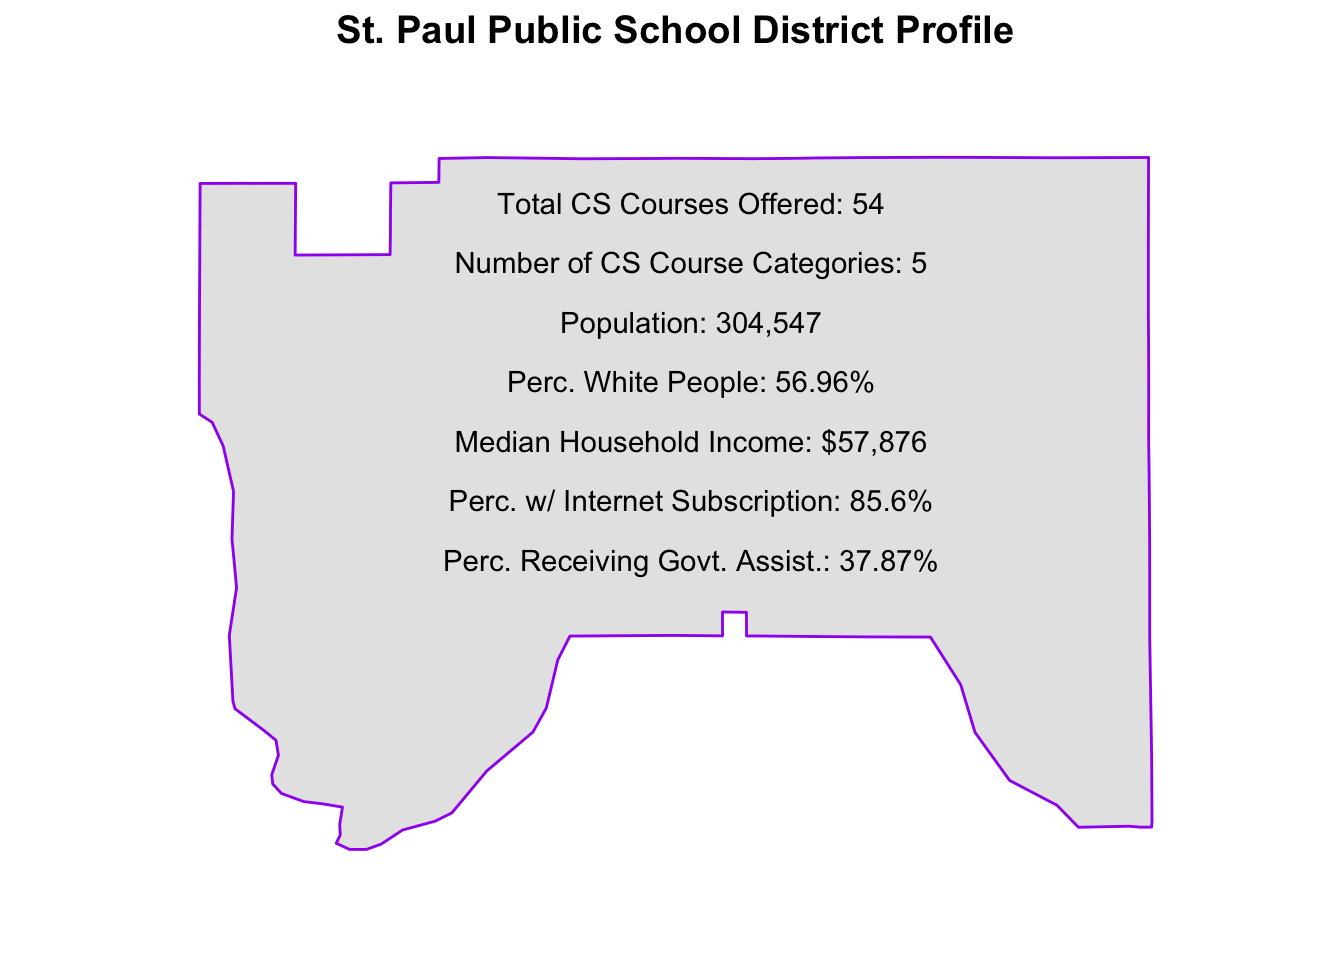 St. Paul Public School District Profile
Total CS Courses Offered: 54
Number of CS Course Categories: 5
Population: 304,547
Perc. White People: 56.96%
Median Household Income: $57,876
Perc. w/ Internet Subscription: 85.6%
Perc. Receiving Govt. Assist.: 37.87%